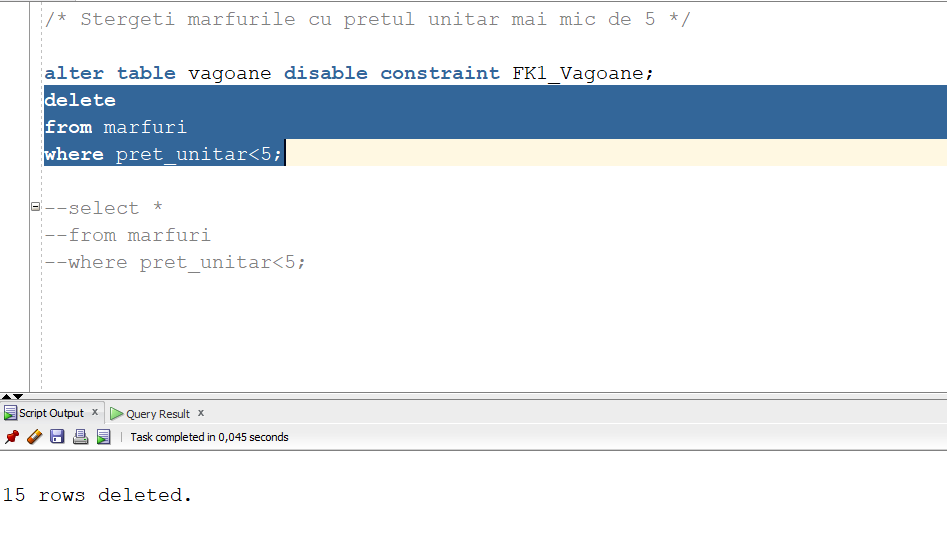 /* Stergeti marfurile cu pretul unitar mai mic de 5 */
alter table vagoane disable constraint FK1_Vagoane;
delete
from marfuri
where pret_unitar<5;
--select *
--from marfuri
--where pret_unitar<5;
Script Output x Query Result x
Task completed in 0,045 seconds
15 rows deleted.